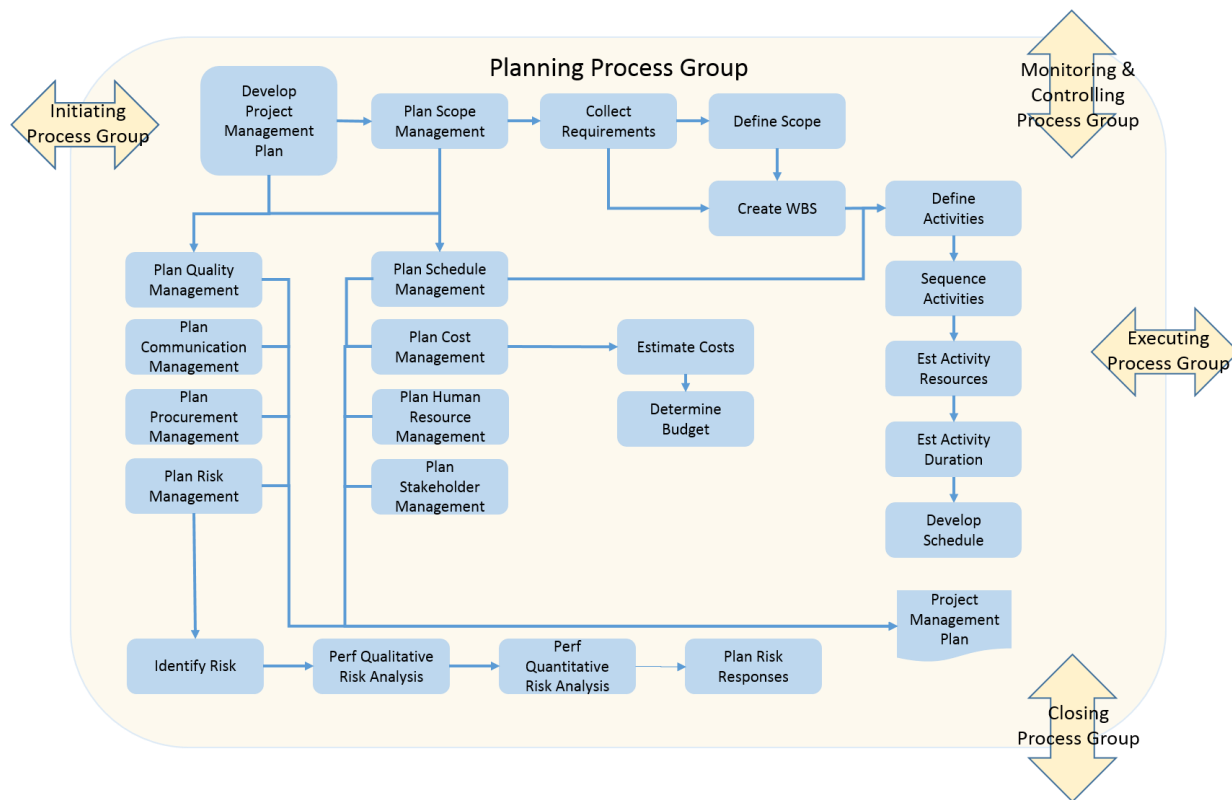 Planning Process Group
Initiating
Process Group
Monitoring &
Controlling
Process Group
Develop
Project
Management
Plan
Plan Scope
Management
Collect
Requirements
Define Scope
Create WBS
Define
Activities
Plan Quality
Management
Plan Schedule
Management
Sequence
Activities
Plan
Communication
Management
Plan Cost
Management
Estimate Costs
Est Activity
Resources
Executing
Process Group
Plan
Procurement
Management
Plan Human
Resource
Management
Determine
Budget
Est Activity
Duration
Plan Risk
Management
Plan
Stakeholder
Management
Develop
Schedule
Project
Management
Plan
Identify Risk
Perf Qualitative
Risk Analysis
Perf
Quantitative
Risk Analysis
Plan Risk
Responses
Closing
Process Group